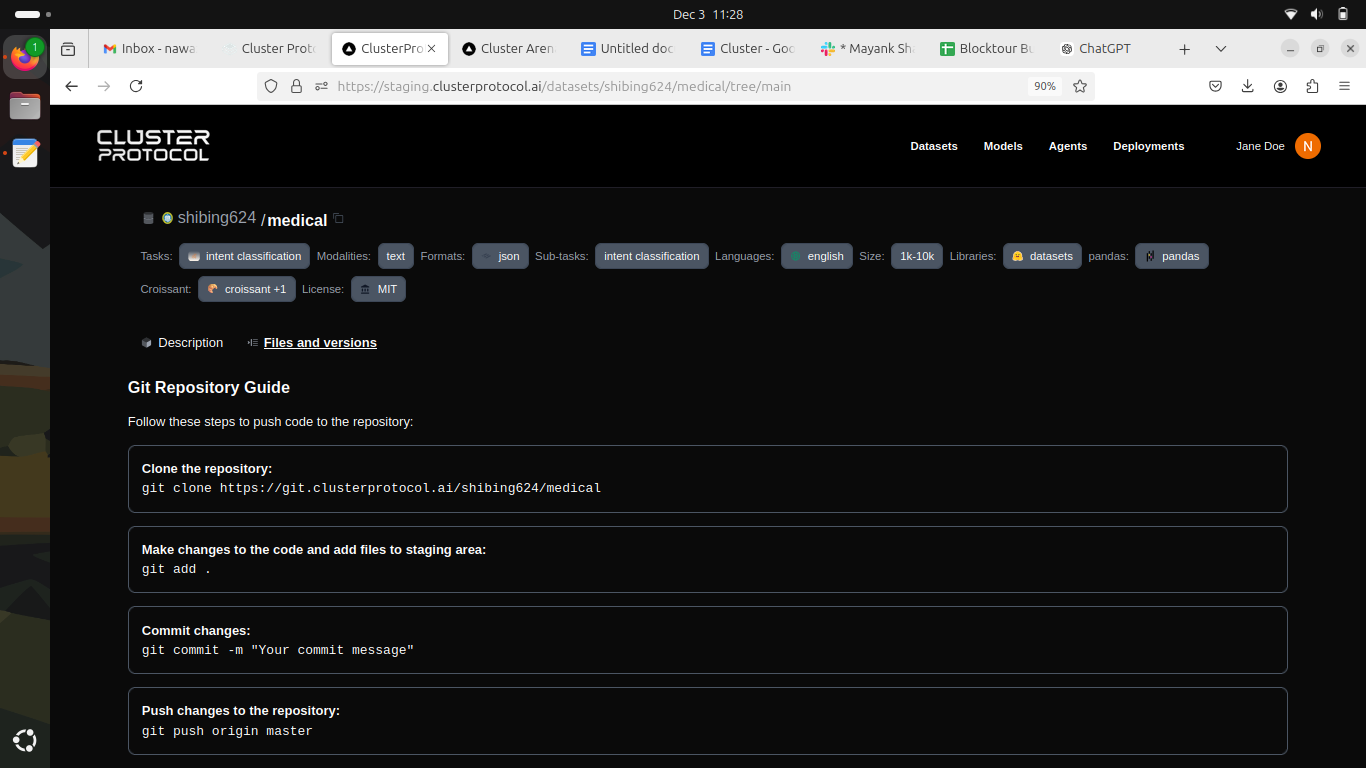 Dec 3 11:28
1
Inbox - nawa
Cluster Proto
ClusterPro
Cluster Aren
Untitled doc
Cluster - Goo
* Mayank Sha
Blocktour Bu
ChatGPT
https://staging.clusterprotocol.ai/datasets/shibing624/medical/tree/main
90%
CLUSTER
PROTOCOL
Datasets Models Agents Deployments Jane Doe N
shibing624 /medical
Tasks: intent classification Modalities: text Formats: json Sub-tasks: intent classification Languages: english Size: 1k-10k Libraries: datasets pandas: pandas
Croissant: croissant +1 License: MIT
Description Files and versions
Git Repository Guide
Follow these steps to push code to the repository:
Clone the repository:
git clone https://git.clusterprotocol.ai/shibing624/medical
Make changes to the code and add files to staging area:
git add .
Commit changes:
git commit -m "Your commit message"
Push changes to the repository:
git push origin master